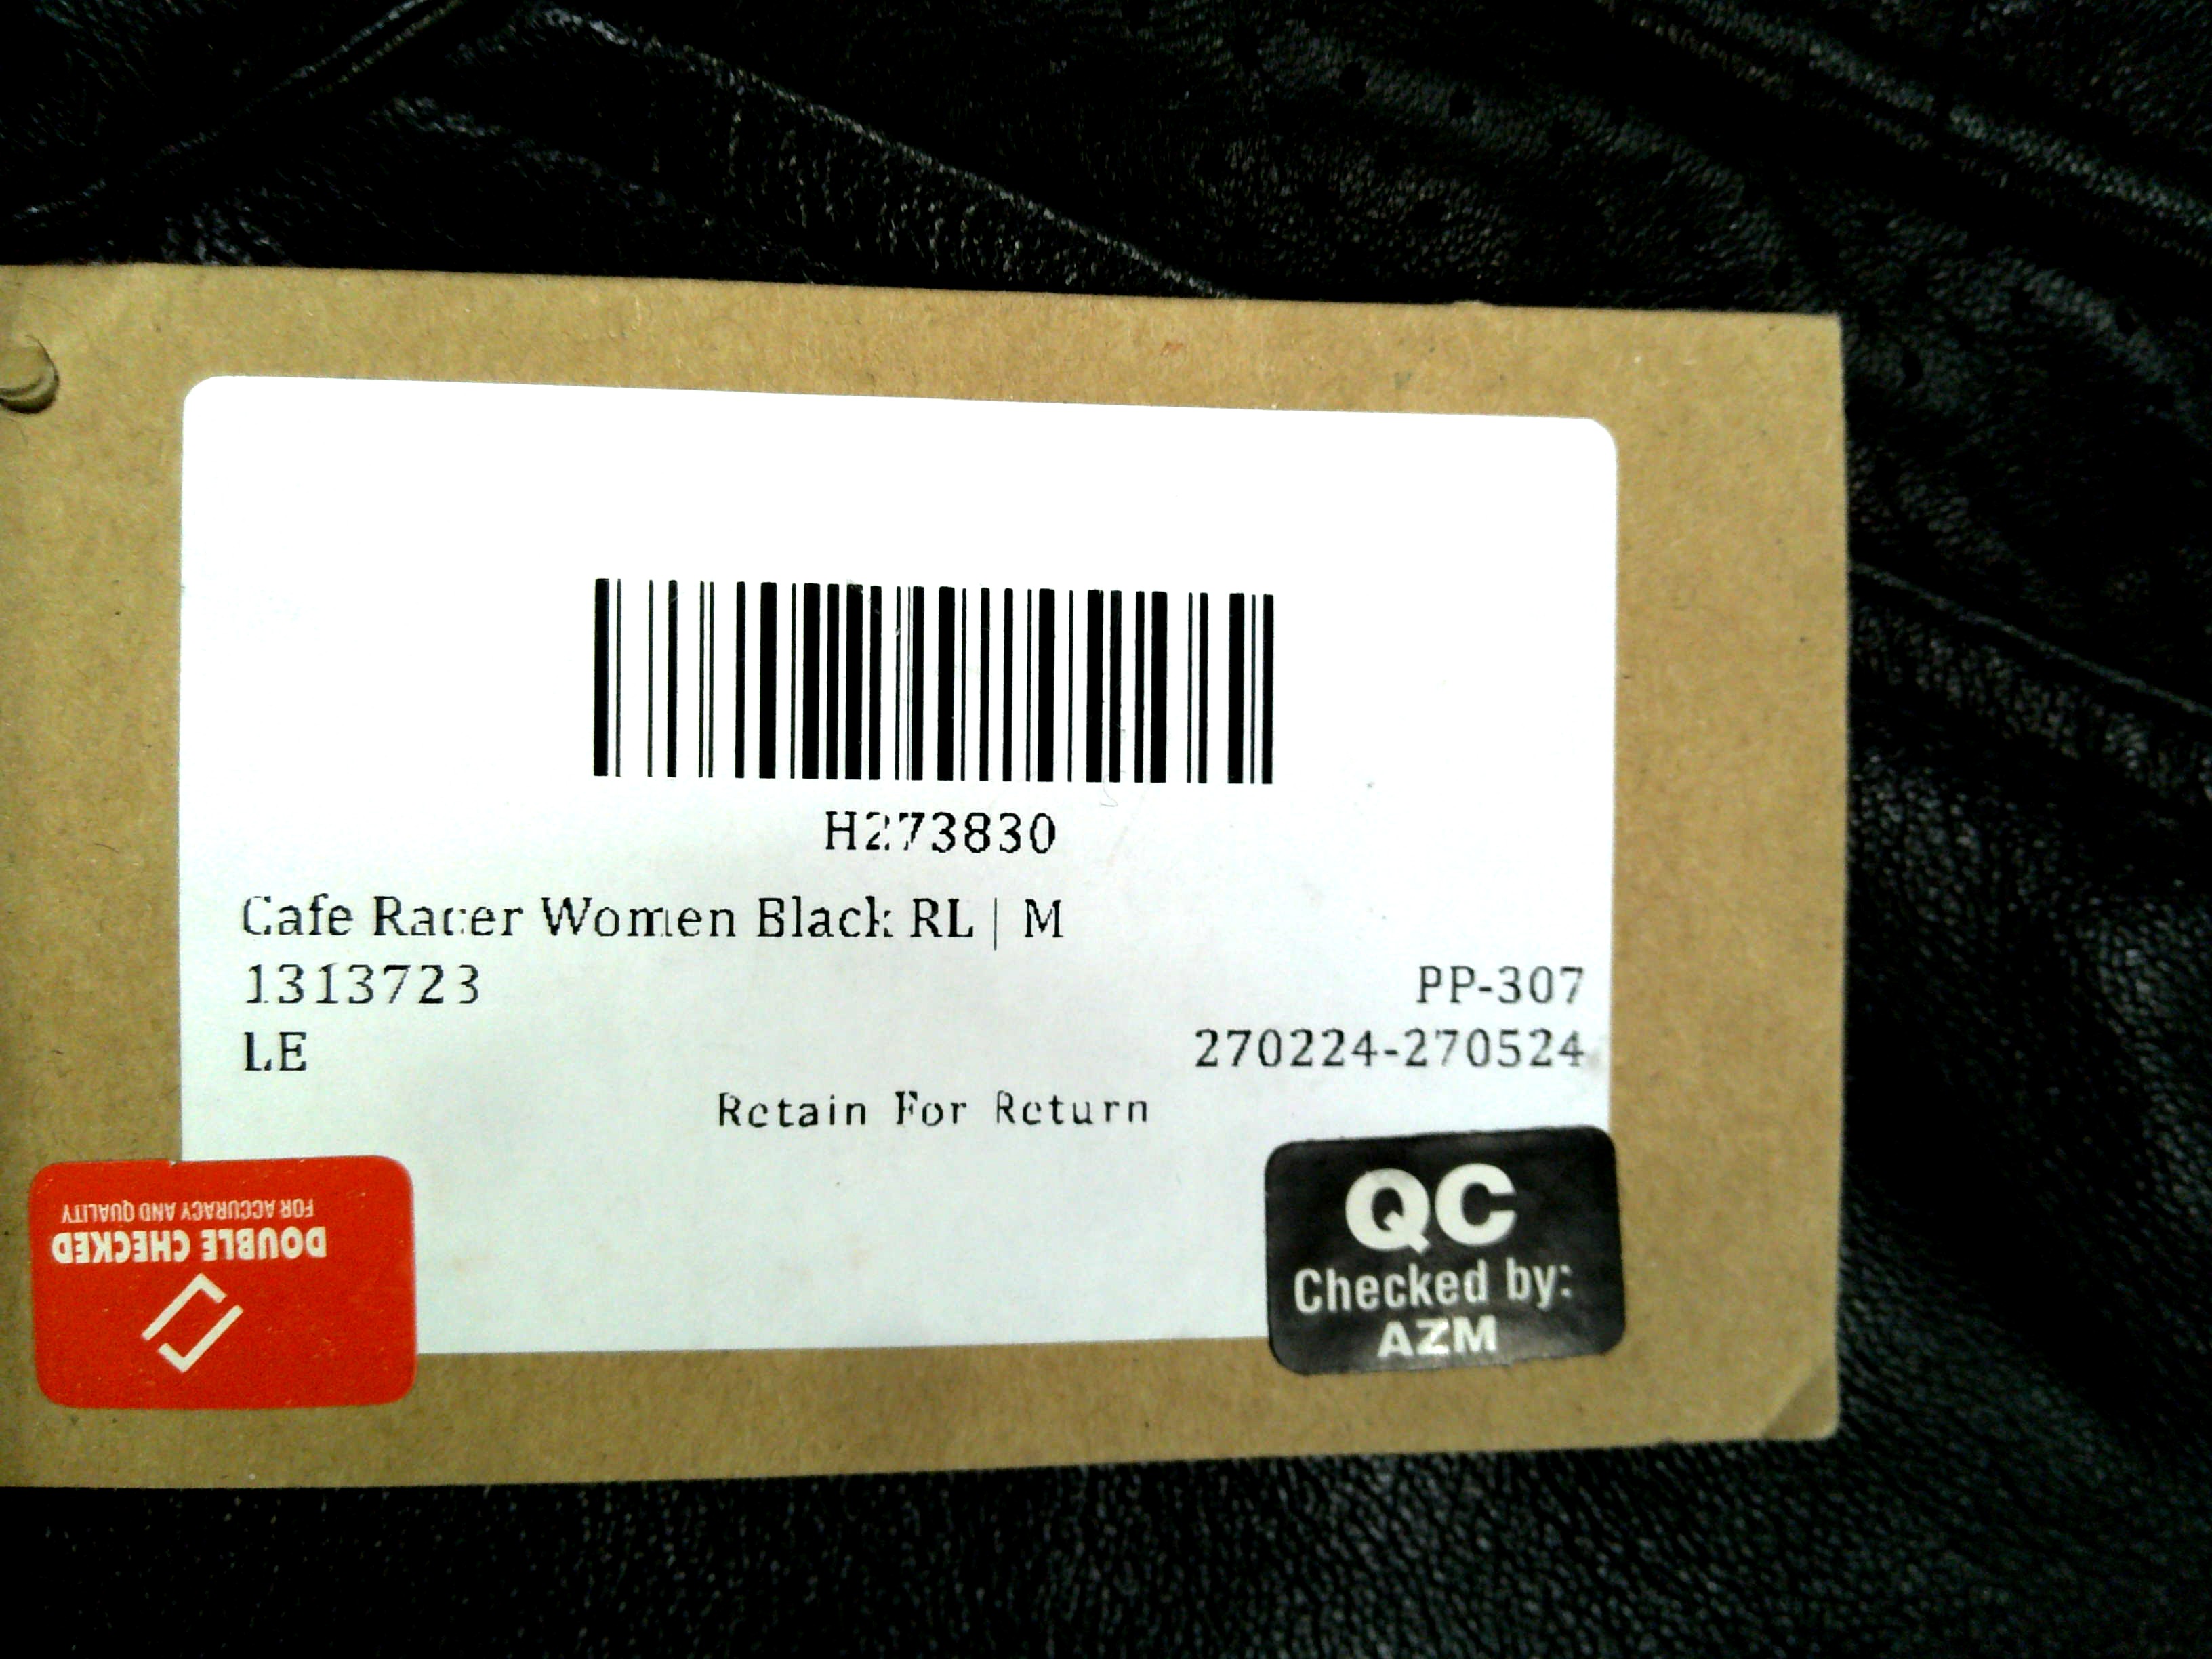 H273830
Cafe Racer Women Black RL | M
1313723
PP-307
LE
270224-270524
Retain For Return
DOUBLE CHECKED
FOR ACCURACY AND QUALITY
QC
Checked by:
AZM